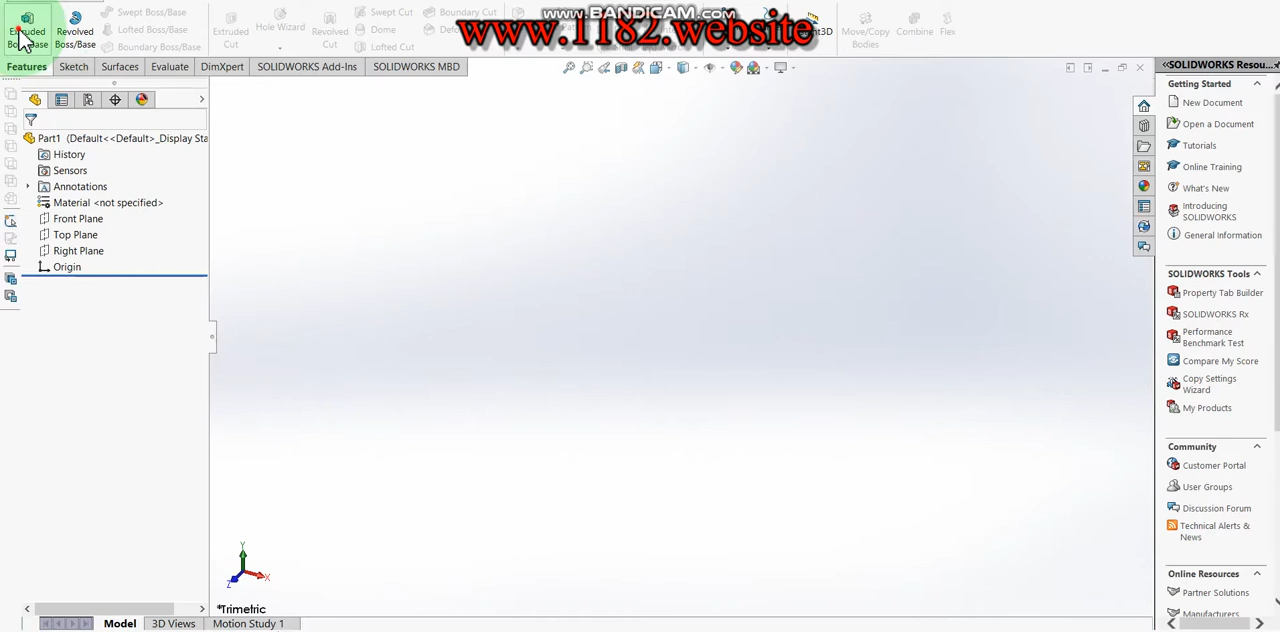 www.BANDICAM.com
www.1182.website
Extruded
Boss/Base
Revolved
Boss/Base
Swept Boss/Base
Lofted Boss/Base
Boundary Boss/Base
Extruded
Cut
Hole Wizard
Revolved
Cut
Swept Cut
Dome
Lofted Cut
Boundary Cut
Move/Copy
Bodies
Combine
Flex
Features
Sketch
Surfaces
Evaluate
DimXpert
SOLIDWORKS Add-Ins
SOLIDWORKS MBD
Part1 (Default<<Default>_Display Sta
History
Sensors
Annotations
Material <not specified>
Front Plane
Top Plane
Right Plane
Origin
Y
X
Z
*Trimetric
Model
3D Views
Motion Study 1
SOLIDWORKS Resou...
Getting Started
New Document
Open a Document
Tutorials
Online Training
What's New
Introducing
SOLIDWORKS
General Information
SOLIDWORKS Tools
Property Tab Builder
SOLIDWORKS Rx
Performance
Benchmark Test
Compare My Score
Copy Settings
Wizard
My Products
Community
Customer Portal
User Groups
Discussion Forum
Technical Alerts &
News
Online Resources
Partner Solutions
Manufacturers